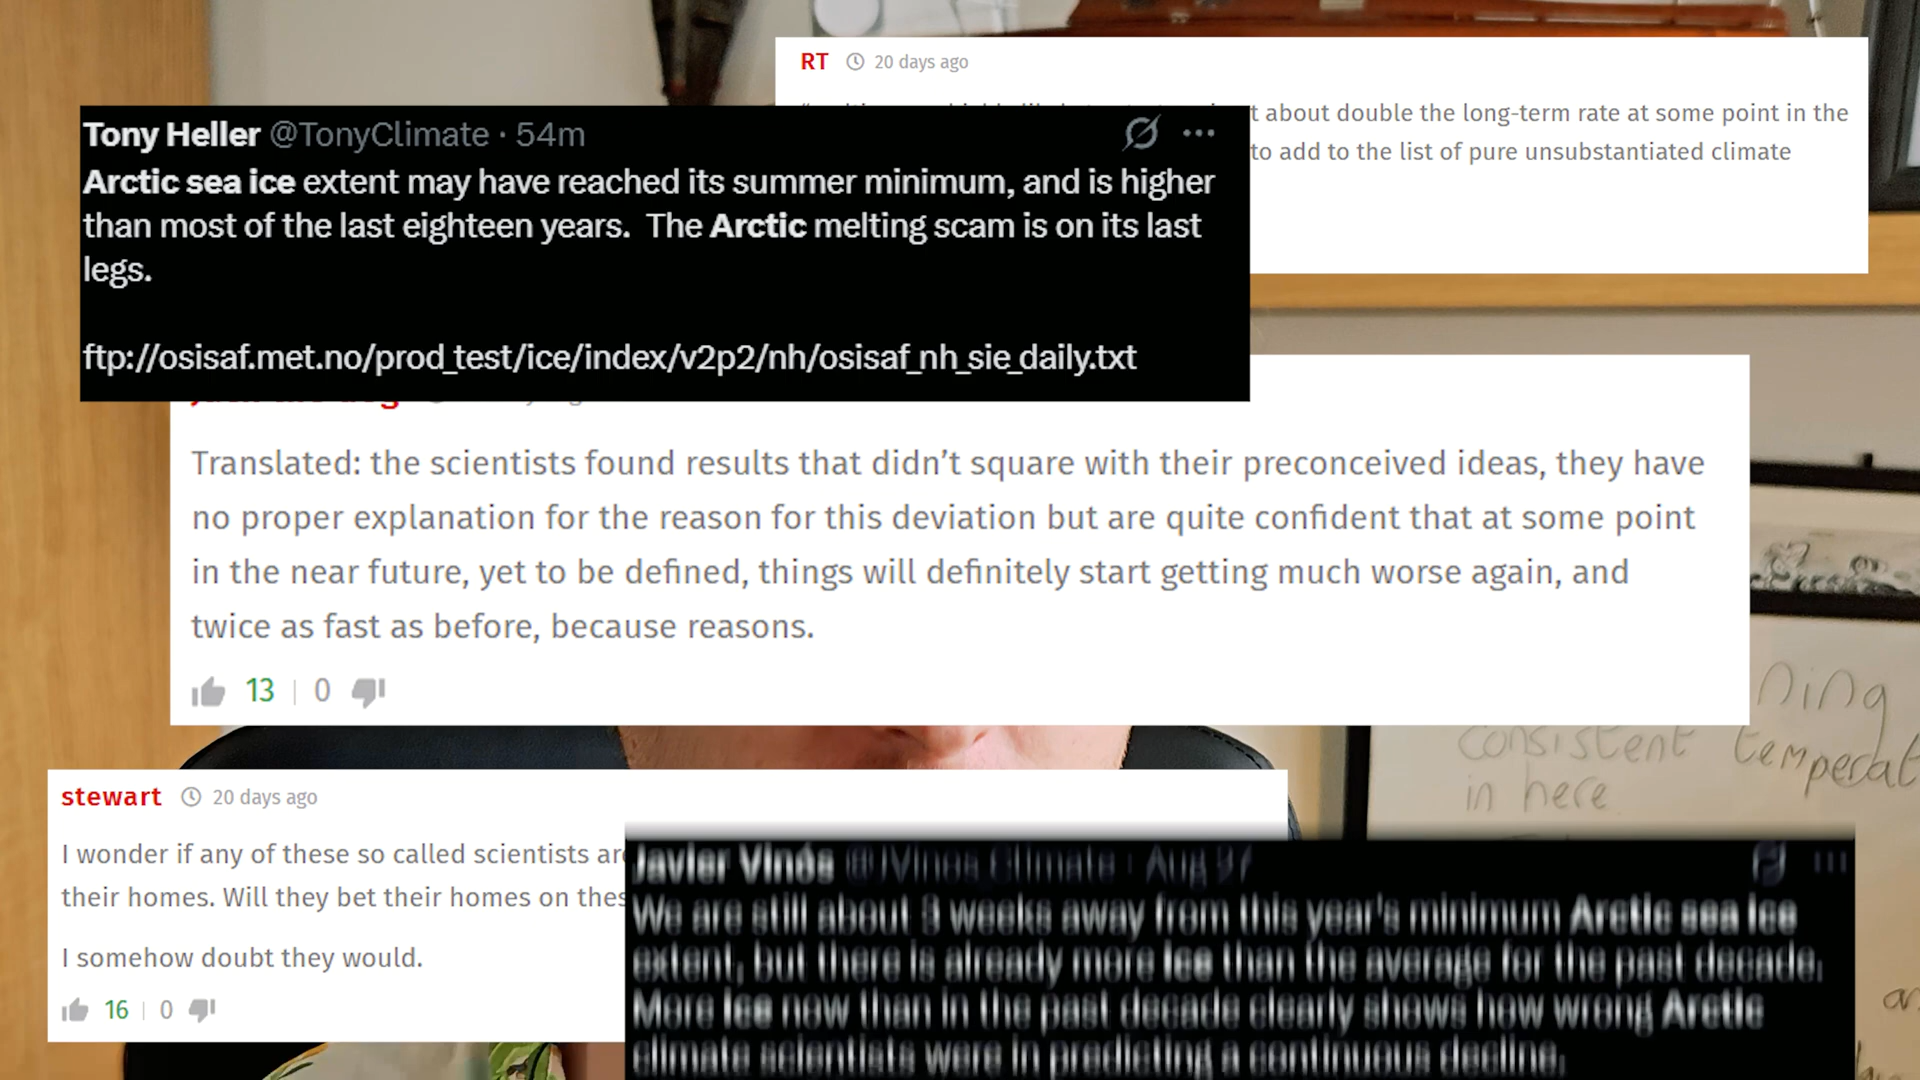 RT 20 days ago
t about double the long-term rate at some point in the
to add to the list of pure unsubstantiated climate
Tony Heller @TonyClimate · 54m
Arctic sea ice extent may have reached its summer minimum, and is higher
than most of the last eighteen years. The Arctic melting scam is on its last
legs.
ftp://osisaf.met.no/prod_test/ice/index/v2p2/nh/osisaf_nh_sie_daily.txt
Translated: the scientists found results that didn’t square with their preconceived ideas, they have
no proper explanation for the reason for this deviation but are quite confident that at some point
in the near future, yet to be defined, things will definitely start getting much worse again, and
twice as fast as before, because reasons.
13 | 0
ning
consistent temperat
in here
stewart 20 days ago
I wonder if any of these so called scientists are
their homes. Will they bet their homes on thes
I somehow doubt they would.
16 | 0
Javier Vinós @JVinos_Climate · Aug
We are still about 3 weeks away from this year's minimum Arctic sea ice
extent, but there is already more ice than the average for the past decade.
More ice now than in the past decade clearly shows how wrong Arctic
climate scientists were in predicting a continuous decline.